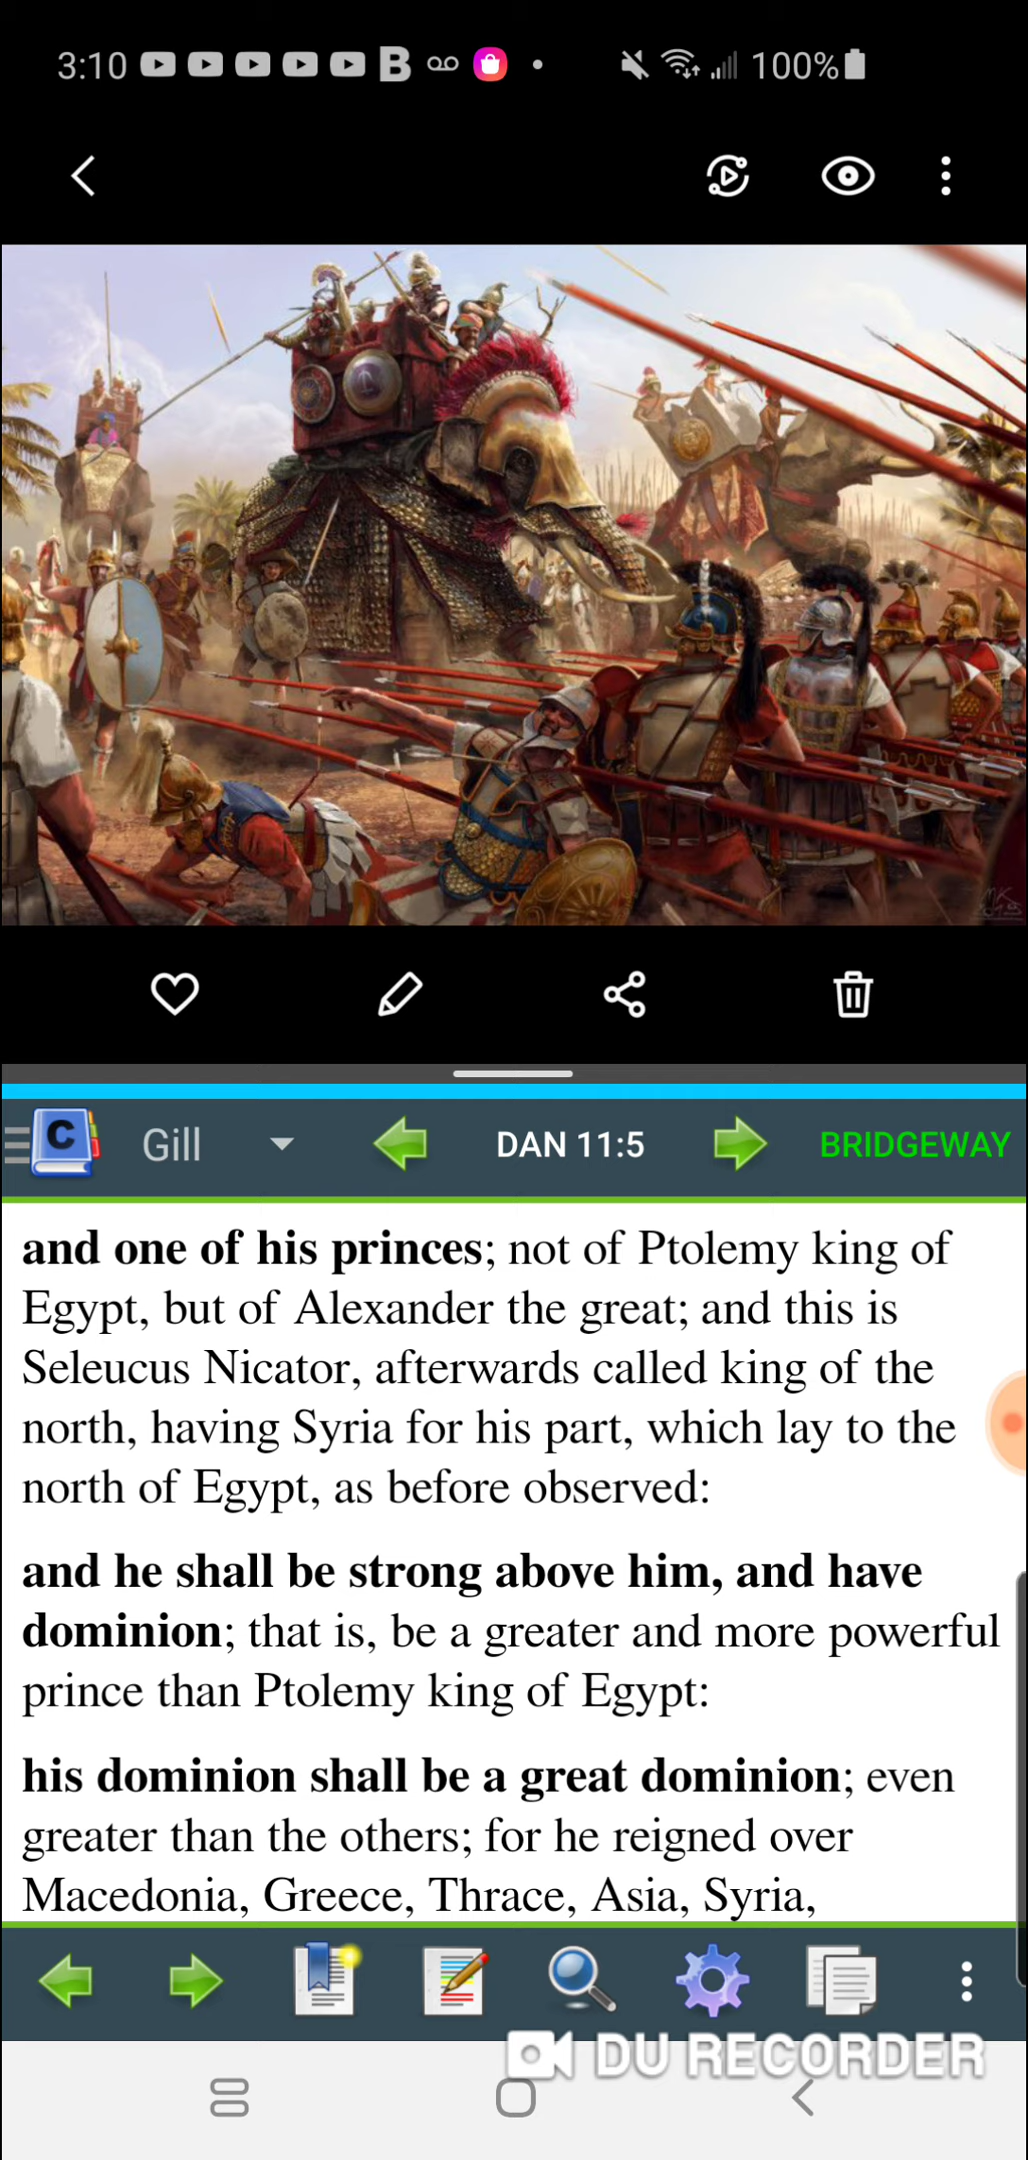 3:10 B 100%
Gill DAN 11:5 BRIDGEWAY
and one of his princes; not of Ptolemy king of
Egypt, but of Alexander the great; and this is
Seleucus Nicator, afterwards called king of the
north, having Syria for his part, which lay to the
north of Egypt, as before observed:
and he shall be strong above him, and have
dominion; that is, be a greater and more powerful
prince than Ptolemy king of Egypt:
his dominion shall be a great dominion; even
greater than the others; for he reigned over
Macedonia, Greece, Thrace, Asia, Syria,
DU RECORDER